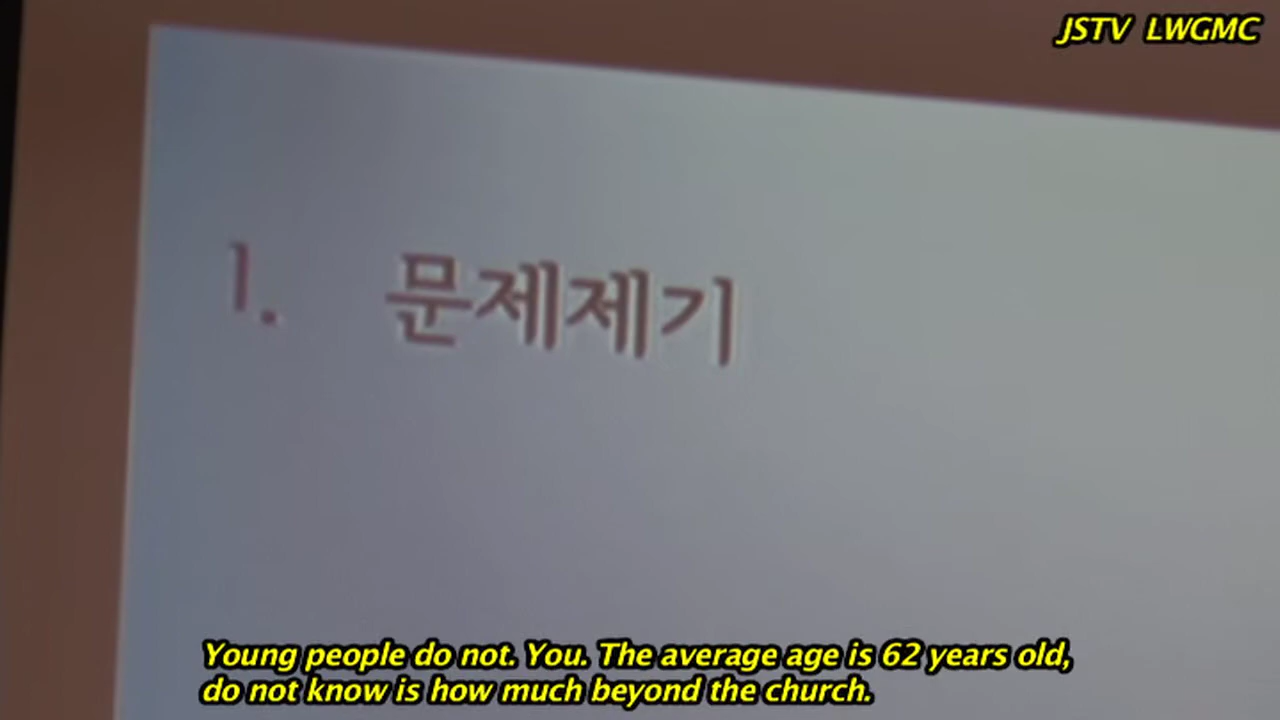 JSTV LWGMC
1. 문제제기
Young people do not. You. The average age is 62 years old,
do not know is how much beyond the church.